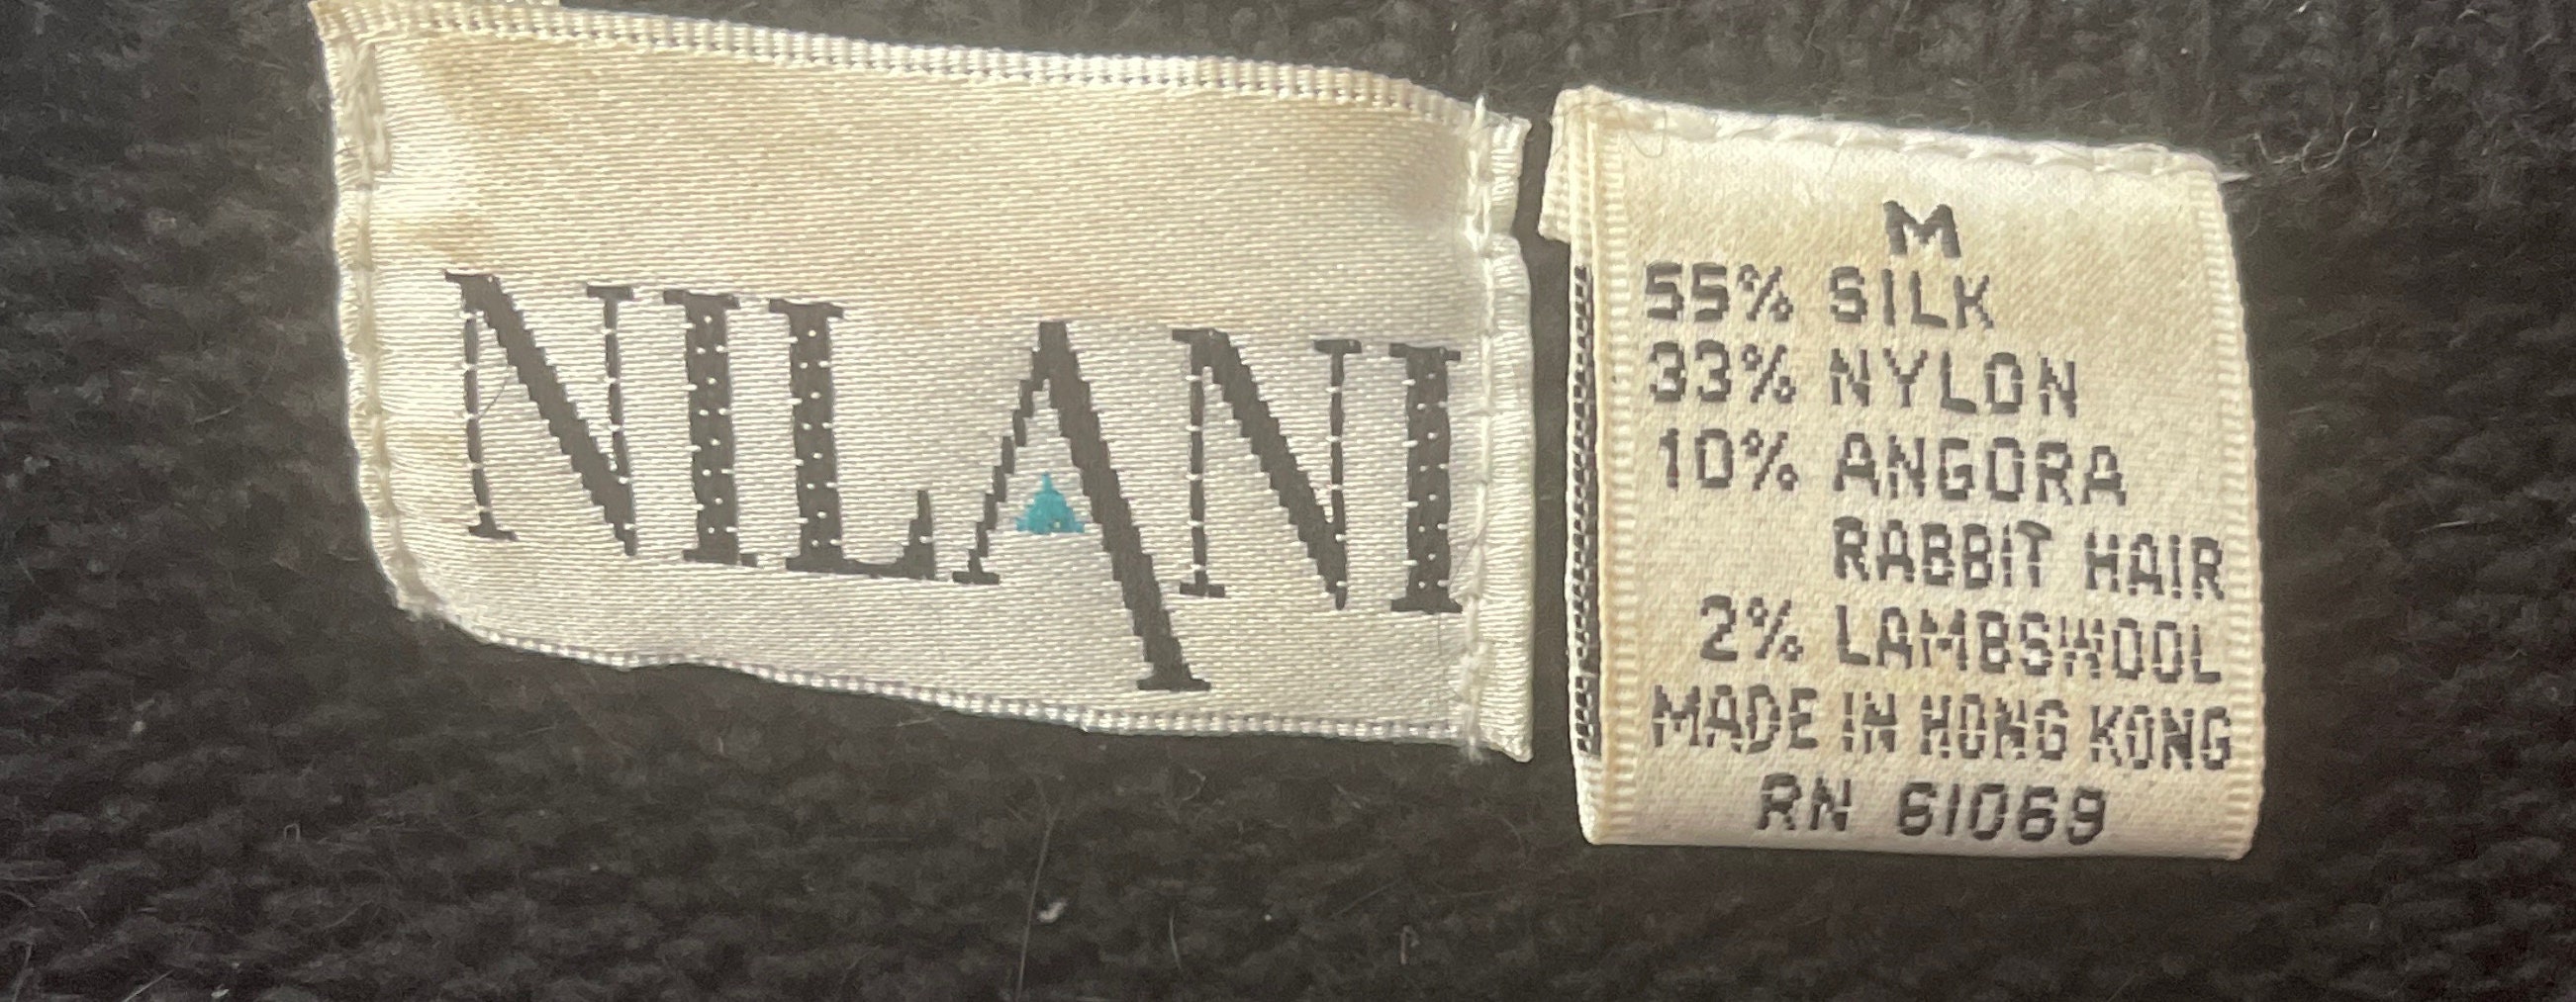 NILANI
M
55% SILK
33% NYLON
10% ANGORA
RABBIT HAIR
2% LAMBSWOOL
MADE IN HONG KONG
RN 61069